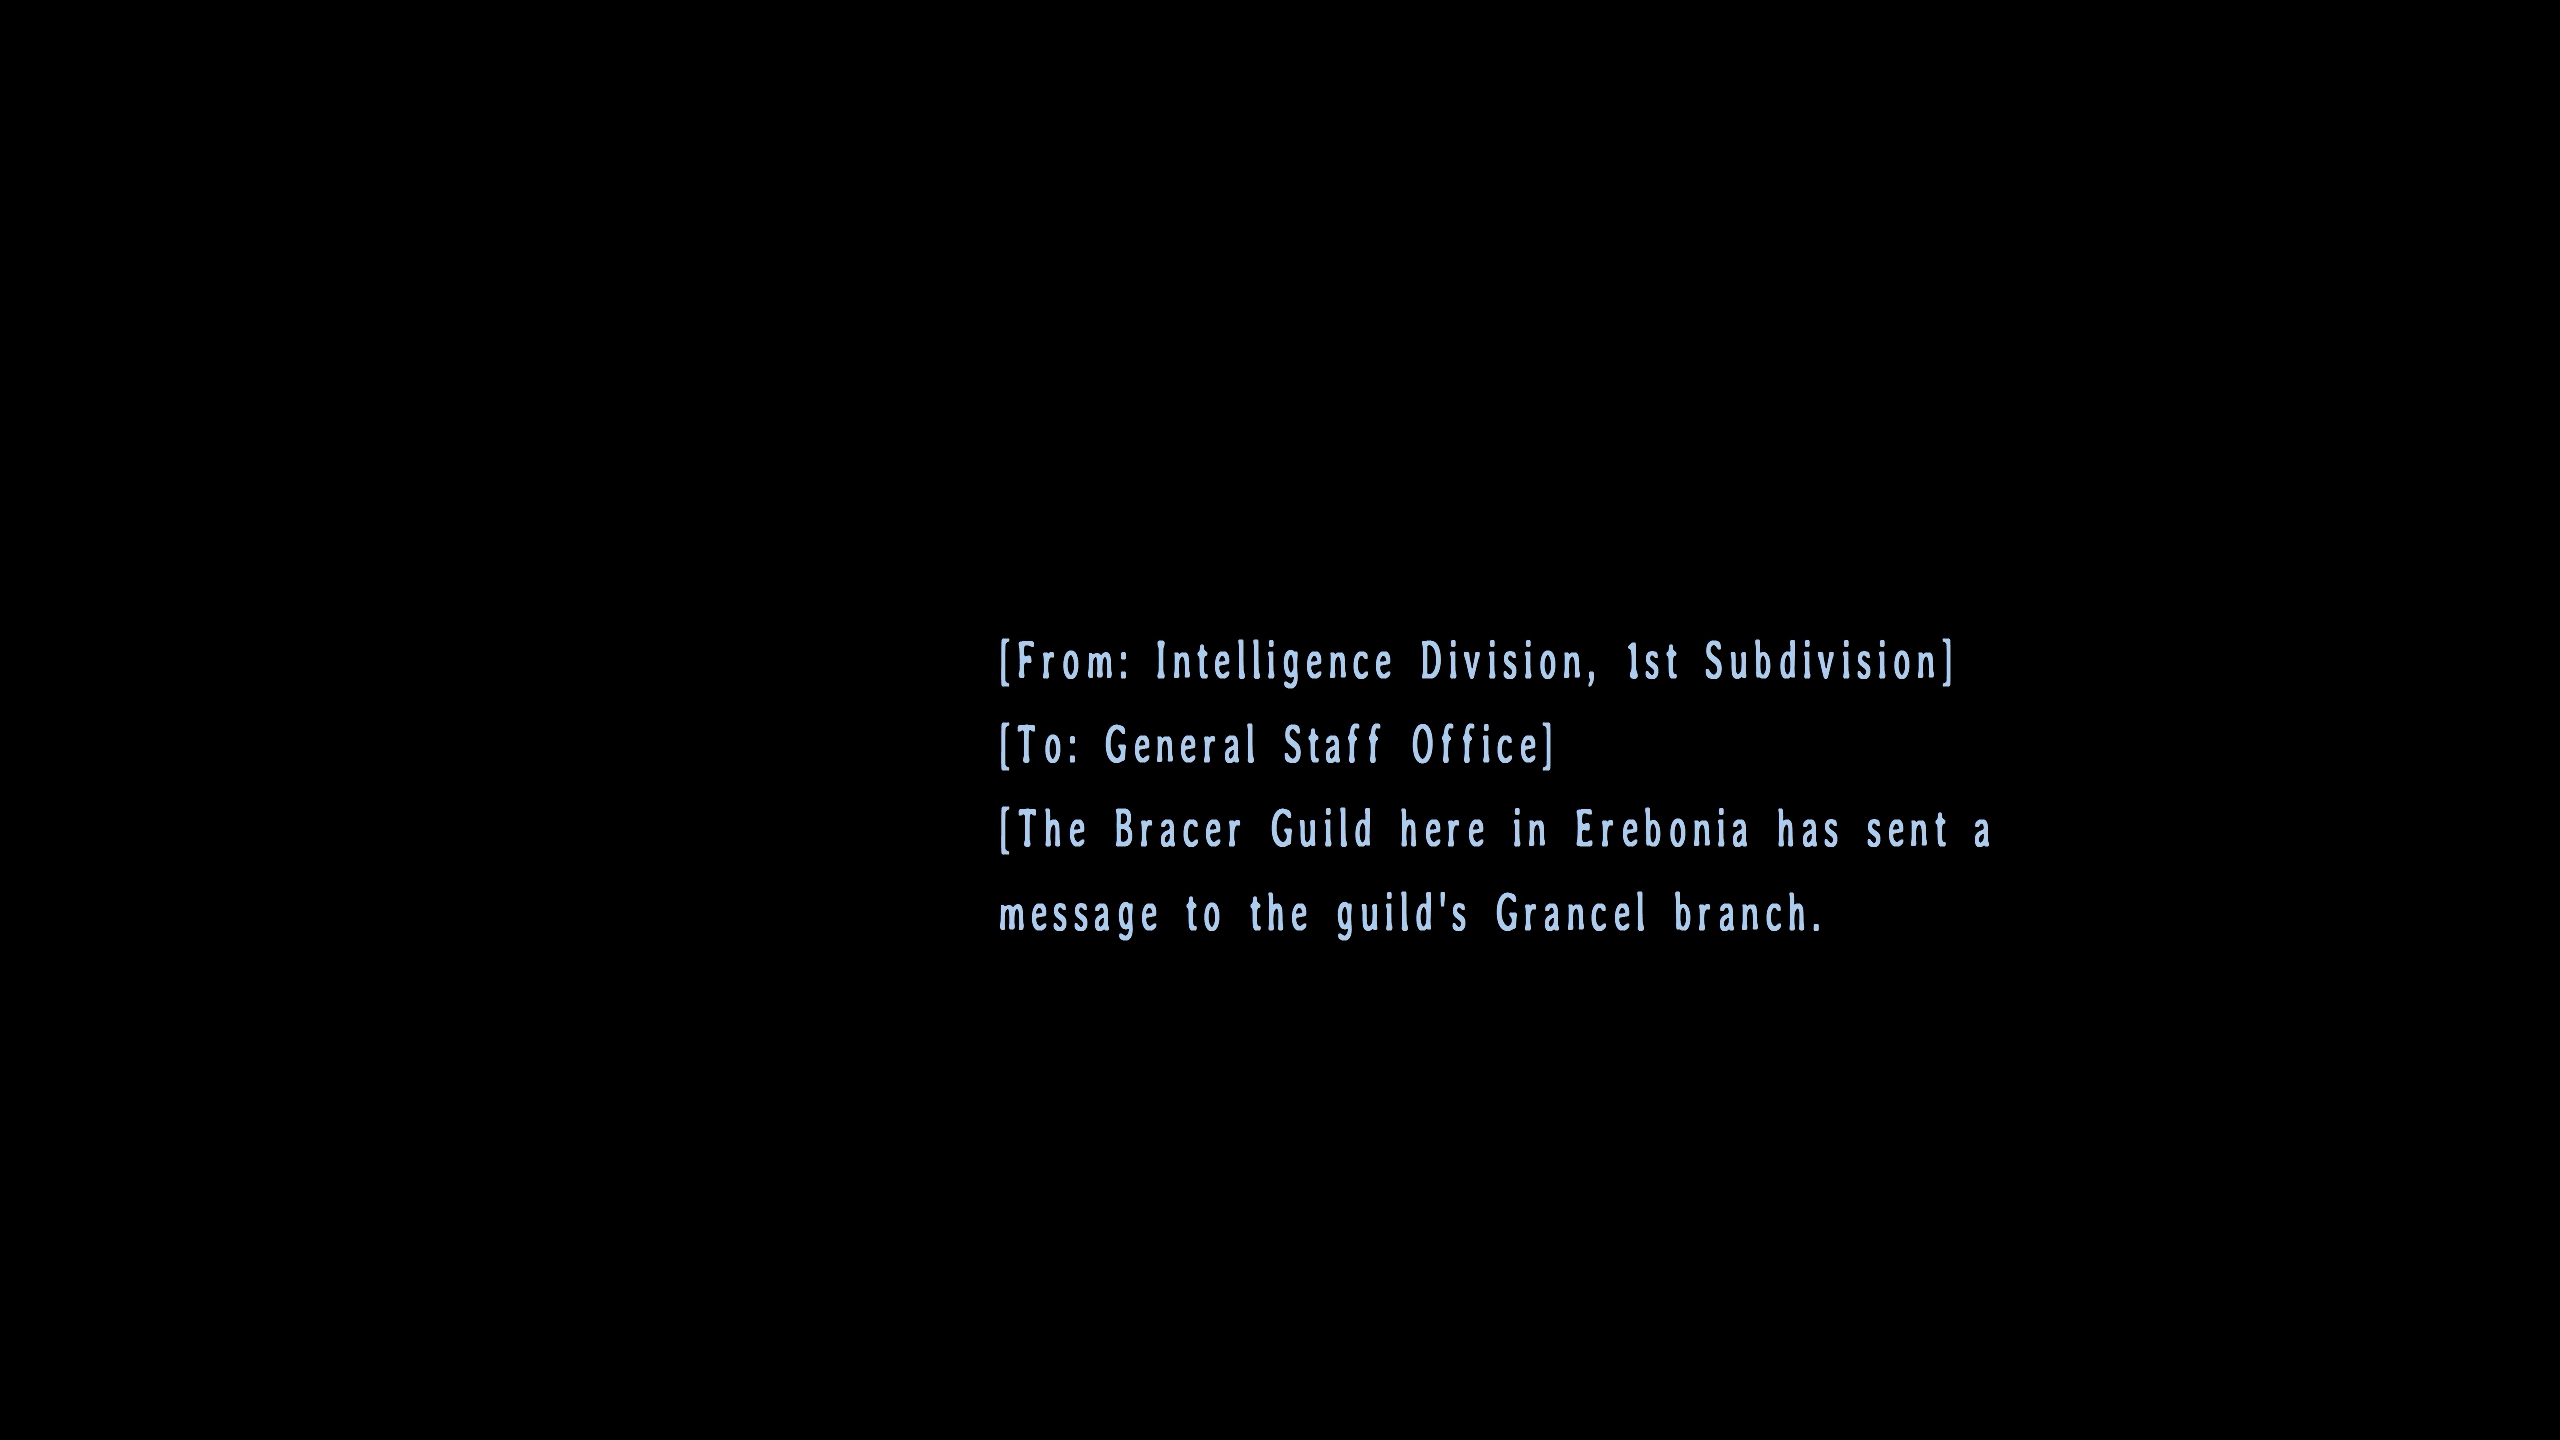 [From: Intelligence Division, 1st Subdivision]
[To: General Staff Office]
[The Bracer Guild here in Erebonia has sent a
message to the guild's Grancel branch.